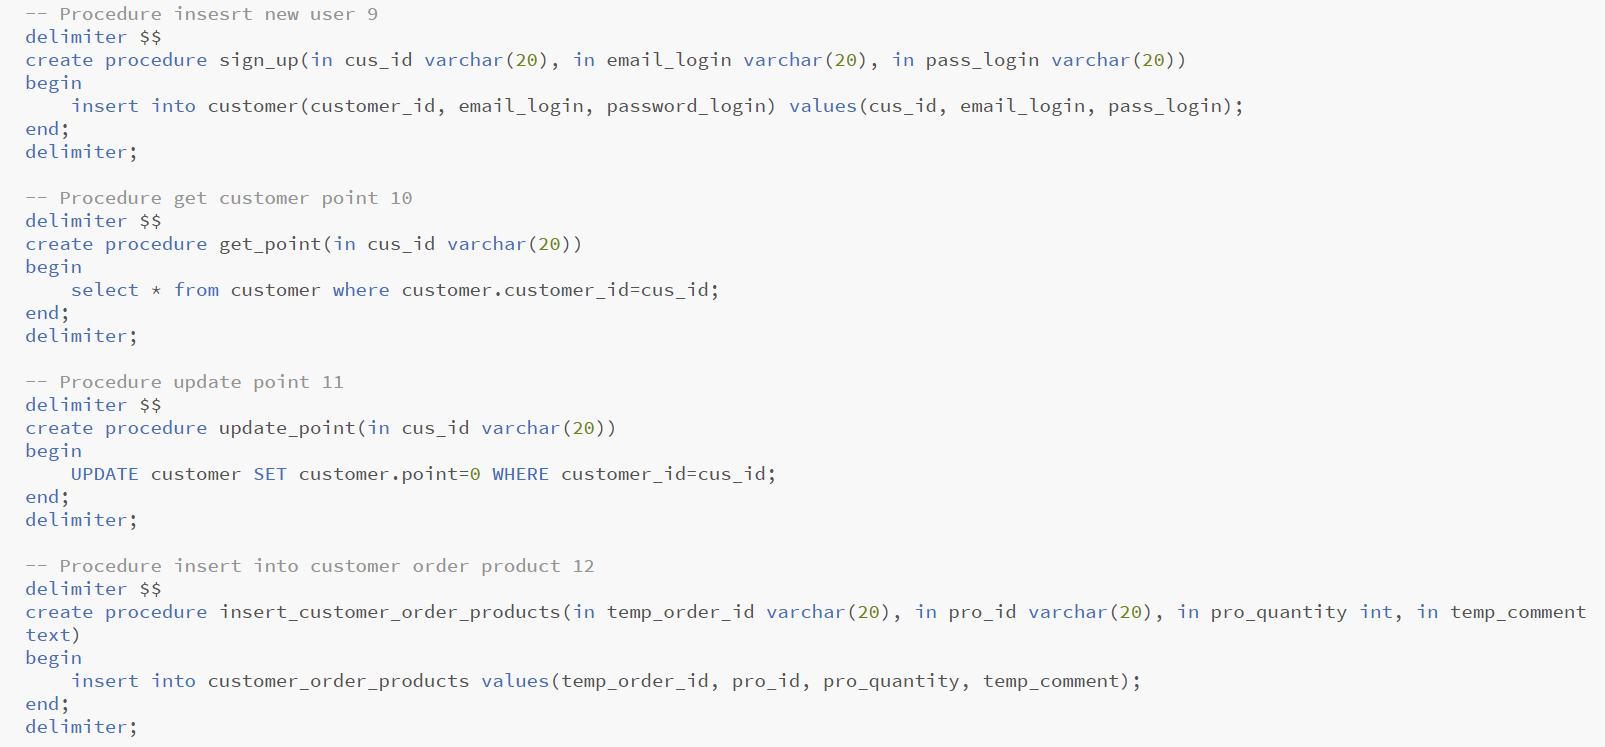 -- Procedure insesrt new user 9
delimiter $$
create procedure sign_up(in cus_id varchar(20), in email_login varchar(20), in pass_login varchar(20))
begin
    insert into customer(customer_id, email_login, password_login) values(cus_id, email_login, pass_login);
end;
delimiter;

-- Procedure get customer point 10
delimiter $$
create procedure get_point(in cus_id varchar(20))
begin
    select * from customer where customer.customer_id=cus_id;
end;
delimiter;

-- Procedure update point 11
delimiter $$
create procedure update_point(in cus_id varchar(20))
begin
    UPDATE customer SET customer.point=0 WHERE customer_id=cus_id;
end;
delimiter;

-- Procedure insert into customer order product 12
delimiter $$
create procedure insert_customer_order_products(in temp_order_id varchar(20), in pro_id varchar(20), in pro_quantity int, in temp_comment
text)
begin
    insert into customer_order_products values(temp_order_id, pro_id, pro_quantity, temp_comment);
end;
delimiter;